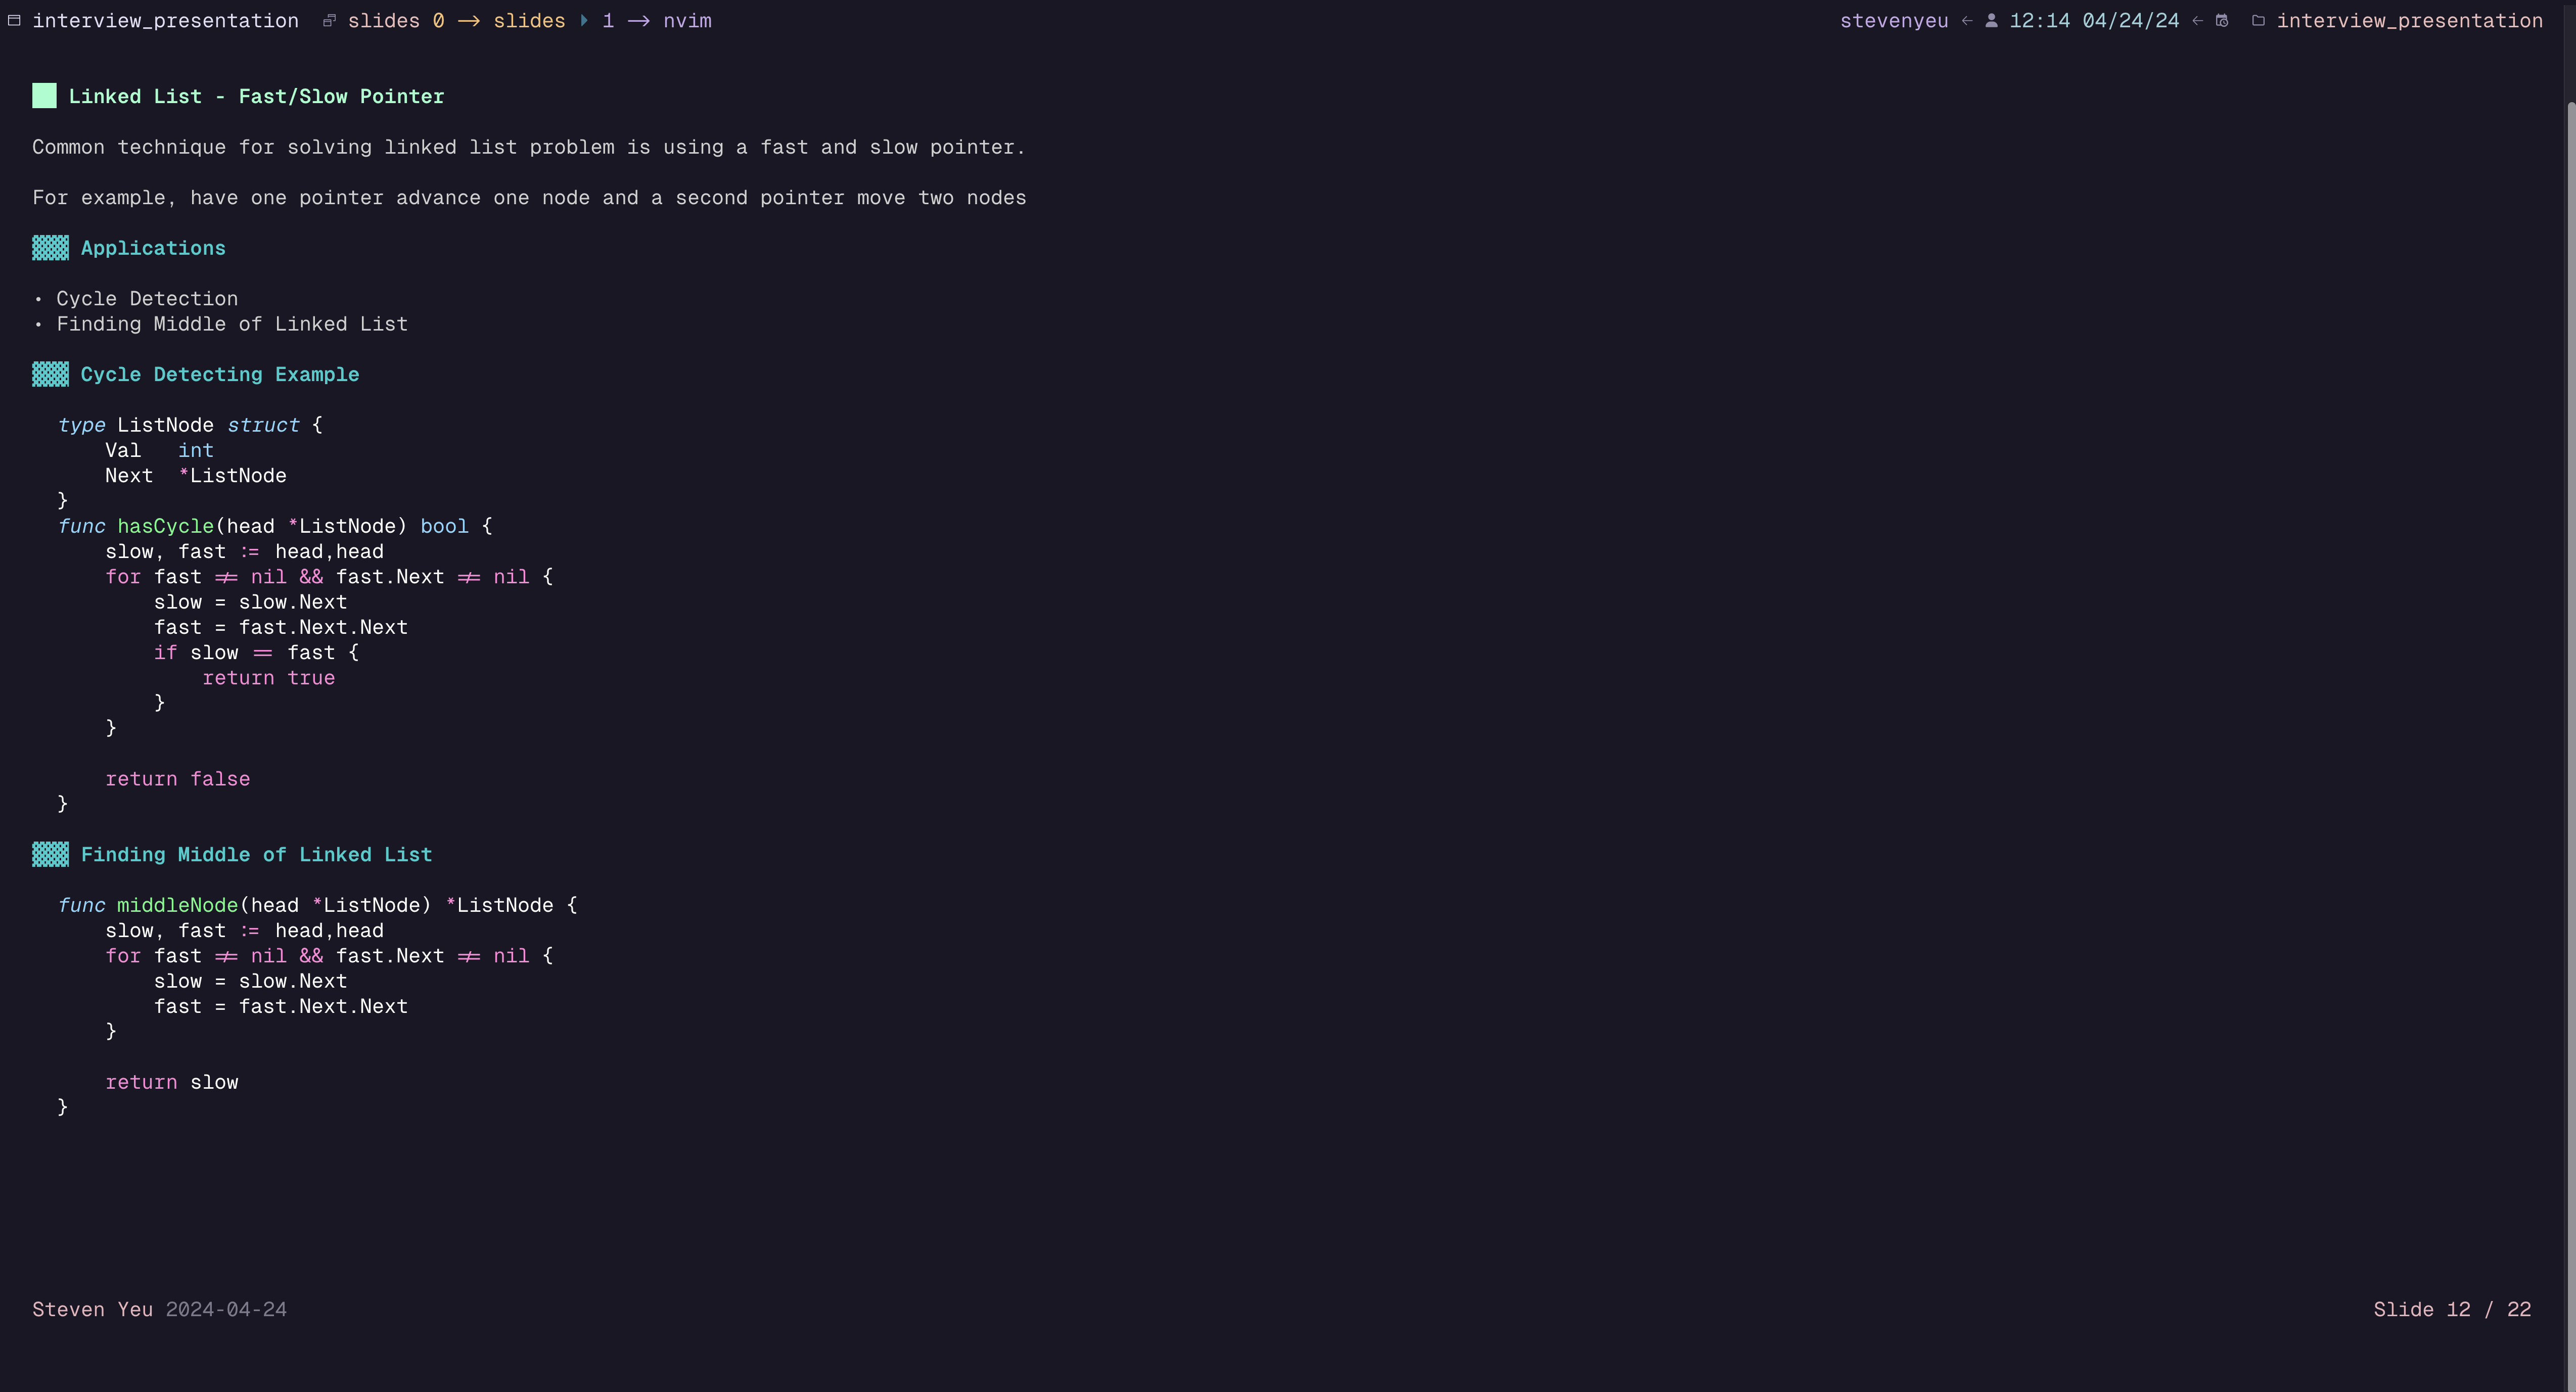 interview_presentation slides 0 → slides 1 → nvim stevenyeu ← 12:14 04/24/24 ← interview_presentation
Linked List - Fast/Slow Pointer
Common technique for solving linked list problem is using a fast and slow pointer.
For example, have one pointer advance one node and a second pointer move two nodes
Applications
• Cycle Detection
• Finding Middle of Linked List
Cycle Detecting Example
type ListNode struct {
    Val   int
    Next  *ListNode
}
func hasCycle(head *ListNode) bool {
    slow, fast := head,head
    for fast != nil && fast.Next != nil {
        slow = slow.Next
        fast = fast.Next.Next
        if slow == fast {
            return true
        }
    }
    return false
}
Finding Middle of Linked List
func middleNode(head *ListNode) *ListNode {
    slow, fast := head,head
    for fast != nil && fast.Next != nil {
        slow = slow.Next
        fast = fast.Next.Next
    }
    return slow
}
Steven Yeu 2024-04-24 Slide 12 / 22